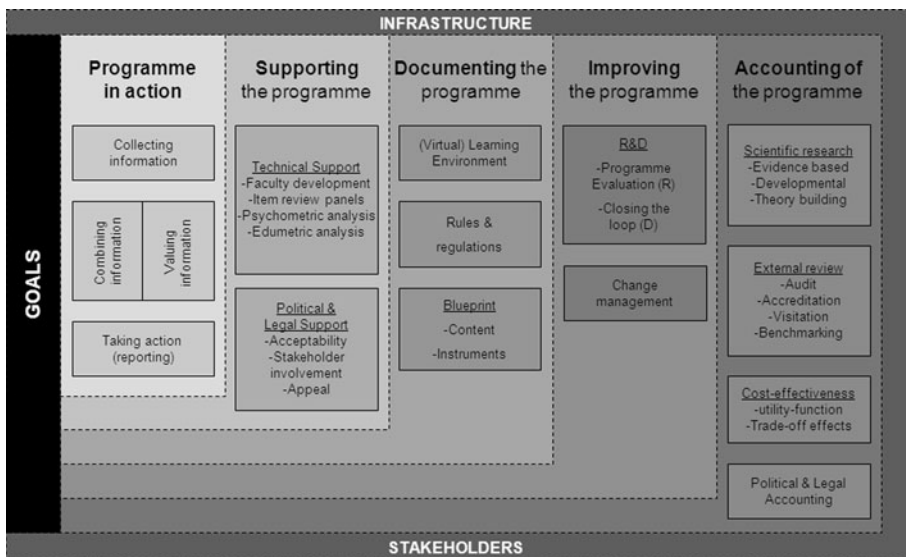 INFRASTRUCTURE
GOALS
Programme
in action
Collecting
information
Combining
information
Valuing
information
Taking action
(reporting)
Supporting
the programme
Technical Support
-Faculty development
-Item review panels
-Psychometric analysis
-Edumetric analysis
Political &
Legal Support
-Acceptability
-Stakeholder
involvement
-Appeal
Documenting the
programme
(Virtual) Learning
Environment
Rules &
regulations
Blueprint
-Content
-Instruments
Improving
the programme
R&D
-Programme
Evaluation (R)
-Closing the
loop (D)
Change
management
Accounting of
the programme
Scientific research
-Evidence based
-Developmental
-Theory building
External review
-Audit
-Accreditation
-Visitation
-Benchmarking
Cost-effectiveness
-utility-function
-Trade-off effects
Political & Legal
Accounting
STAKEHOLDERS